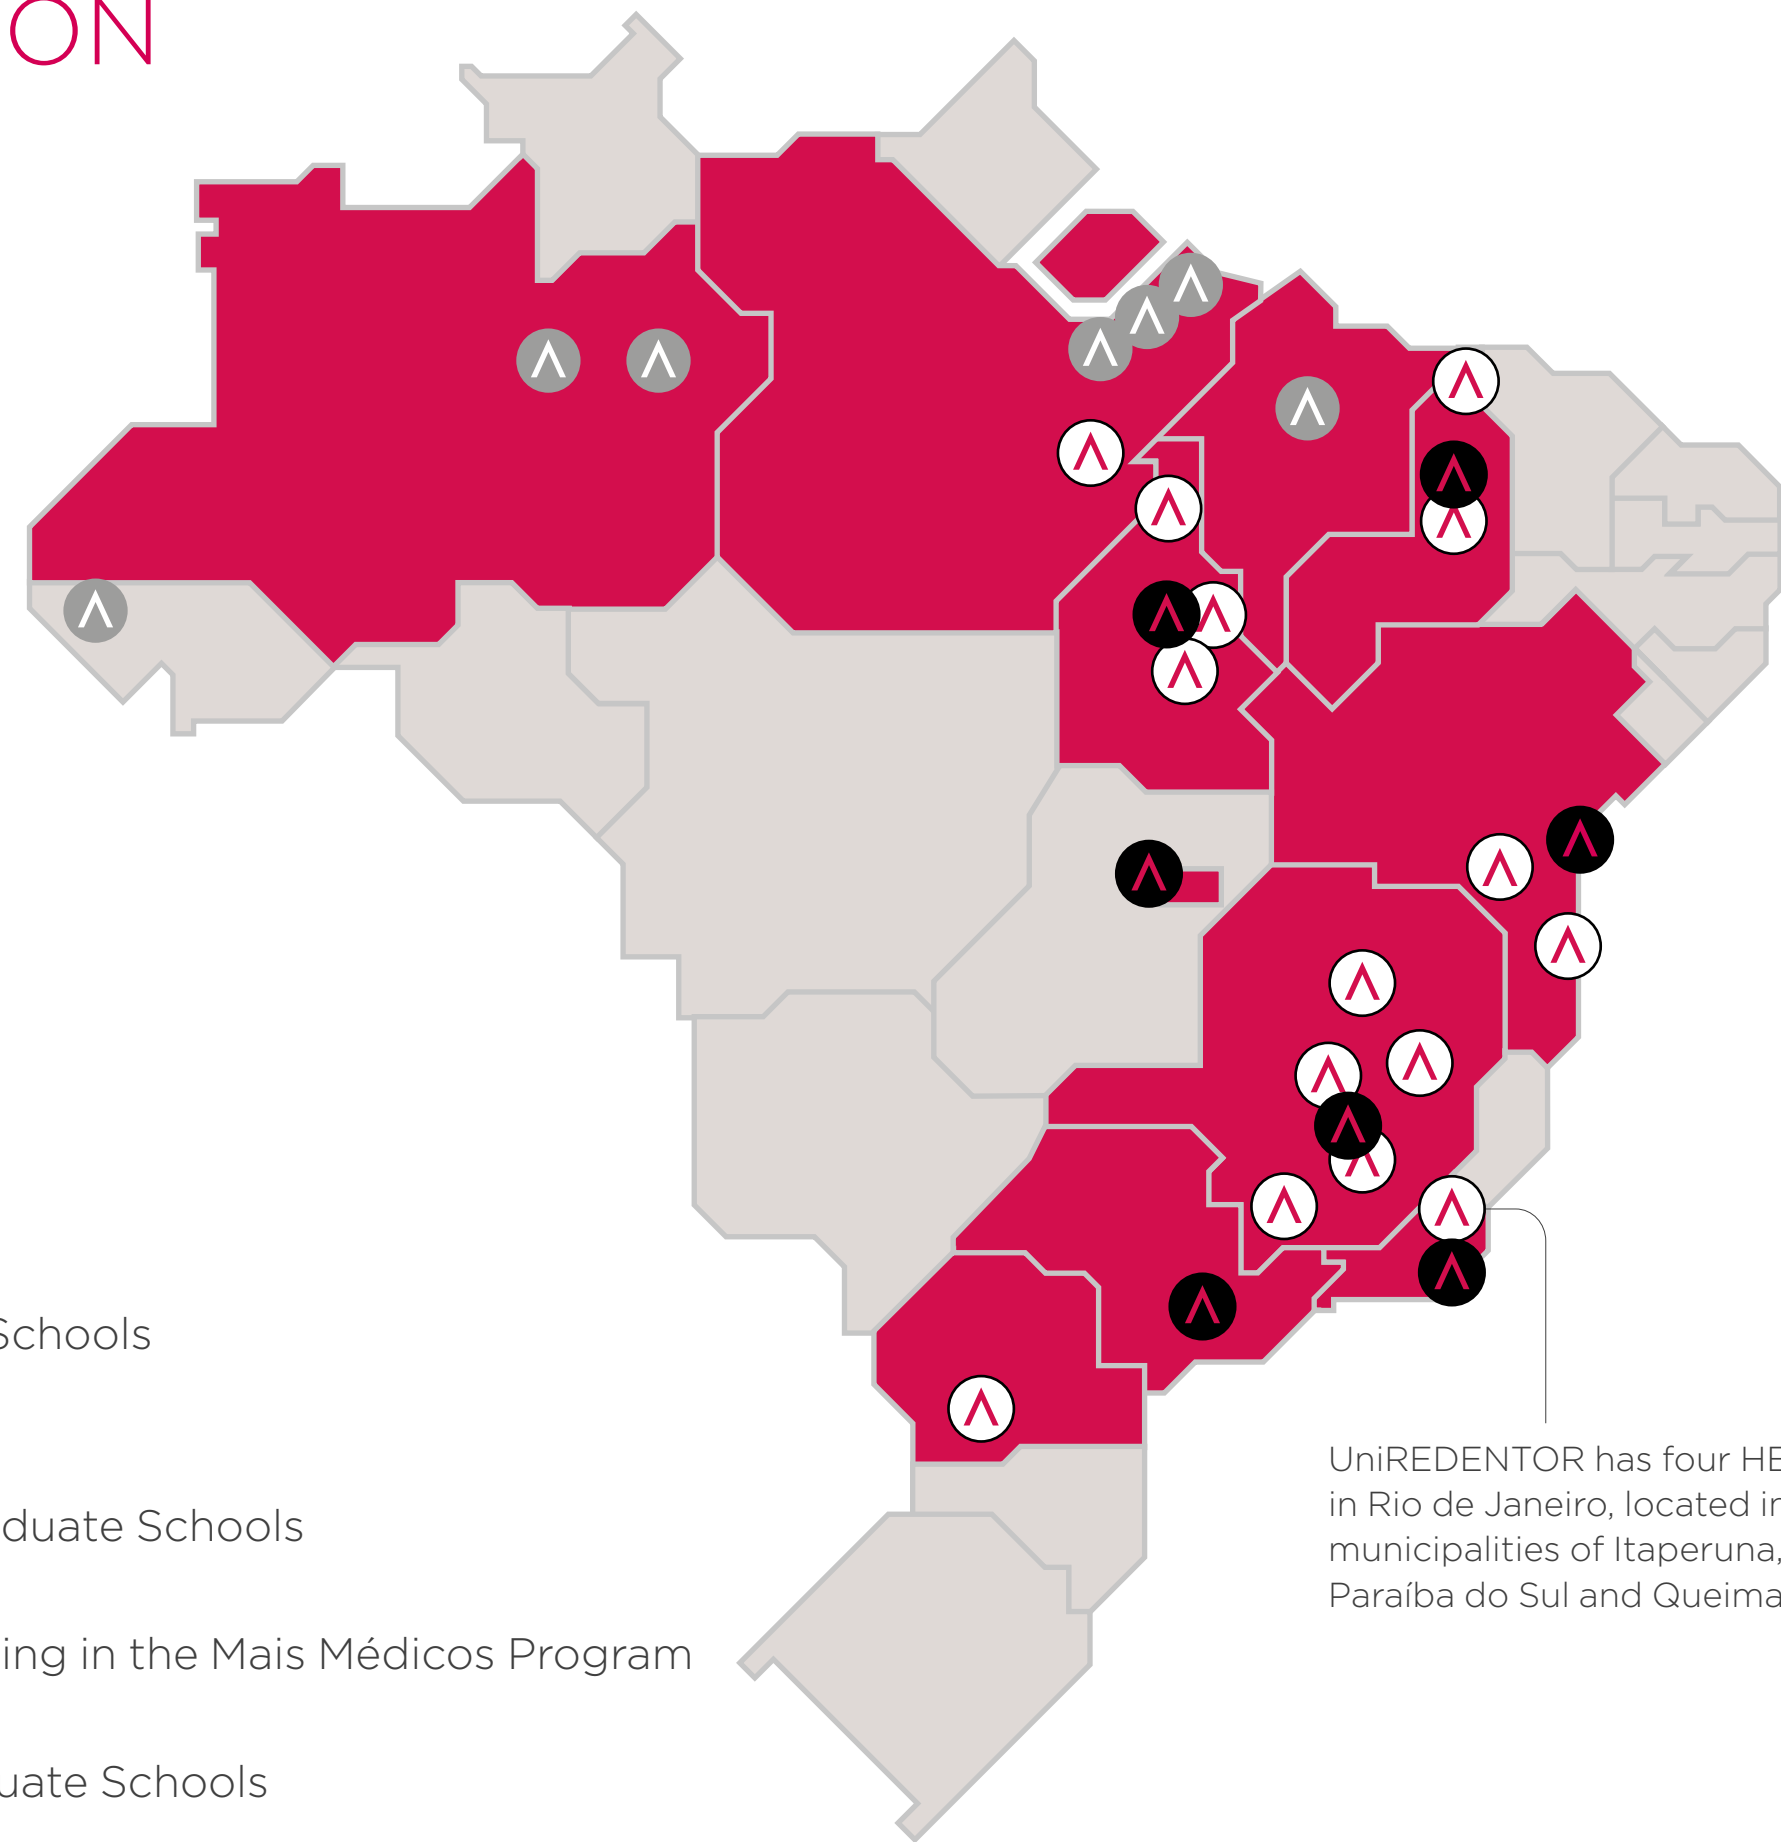 ON
Schools
duate Schools
ing in the Mais Médicos Program
uate Schools
UniREDENTOR has four HE
in Rio de Janeiro, located in
municipalities of Itaperuna,
Paraíba do Sul and Queima